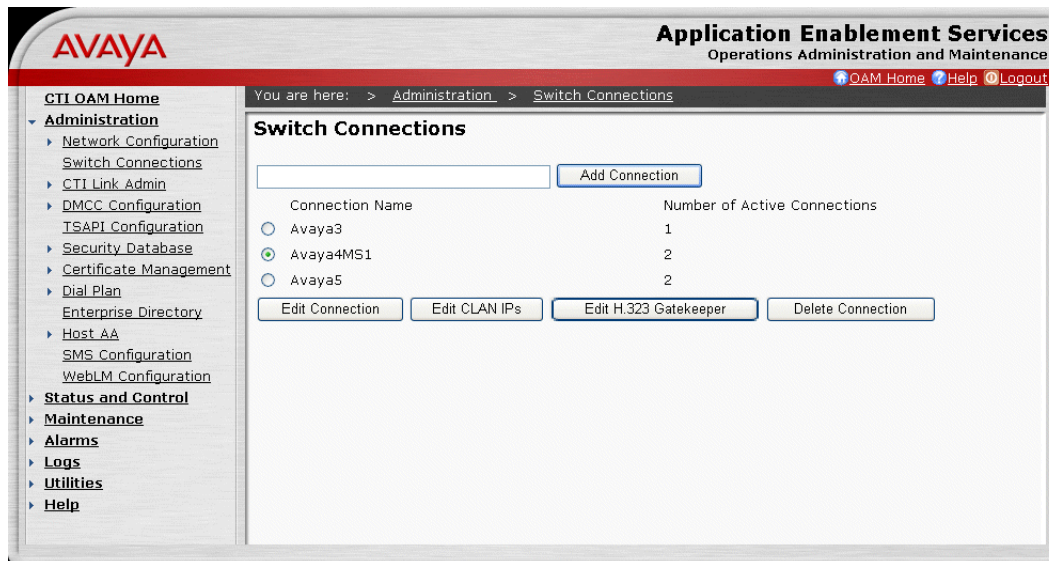 AVAYA
Application Enablement Services
Operations Administration and Maintenance
OAM Home Help Logout
CTI OAM Home
Administration
Network Configuration
Switch Connections
CTI Link Admin
DMCC Configuration
TSAPI Configuration
Security Database
Certificate Management
Dial Plan
Enterprise Directory
Host AA
SMS Configuration
WebLM Configuration
Status and Control
Maintenance
Alarms
Logs
Utilities
Help
You are here: > Administration > Switch Connections
Switch Connections
Add Connection
Connection Name Number of Active Connections
Avaya3 1
Avaya4MS1 2
Avaya5 2
Edit Connection Edit CLAN IPs Edit H.323 Gatekeeper Delete Connection